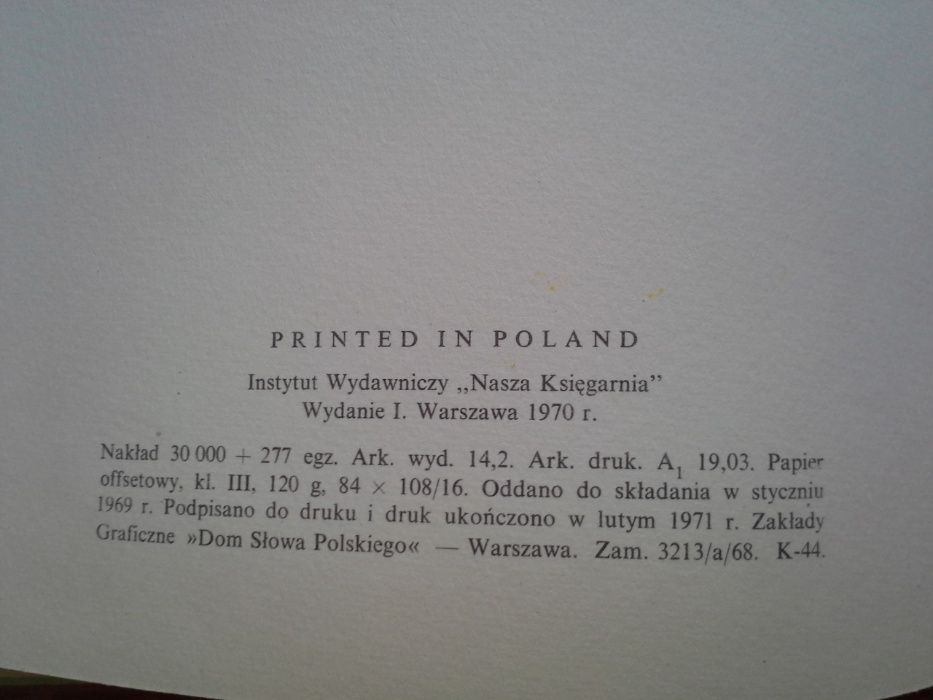 PRINTED IN POLAND
Instytut Wydawniczy „Nasza Księgarnia”
Wydanie I. Warszawa 1970 r.
Nakład 30 000 + 277 egz. Ark. wyd. 14,2. Ark. druk. A₁ 19,03. Papier
offsetowy, kl. III, 120 g, 84 × 108/16. Oddano do składania w styczniu
1969 r. Podpisano do druku i druk ukończono w lutym 1971 r. Zakłady
Graficzne »Dom Słowa Polskiego« — Warszawa. Zam. 3213/a/68. K-44.